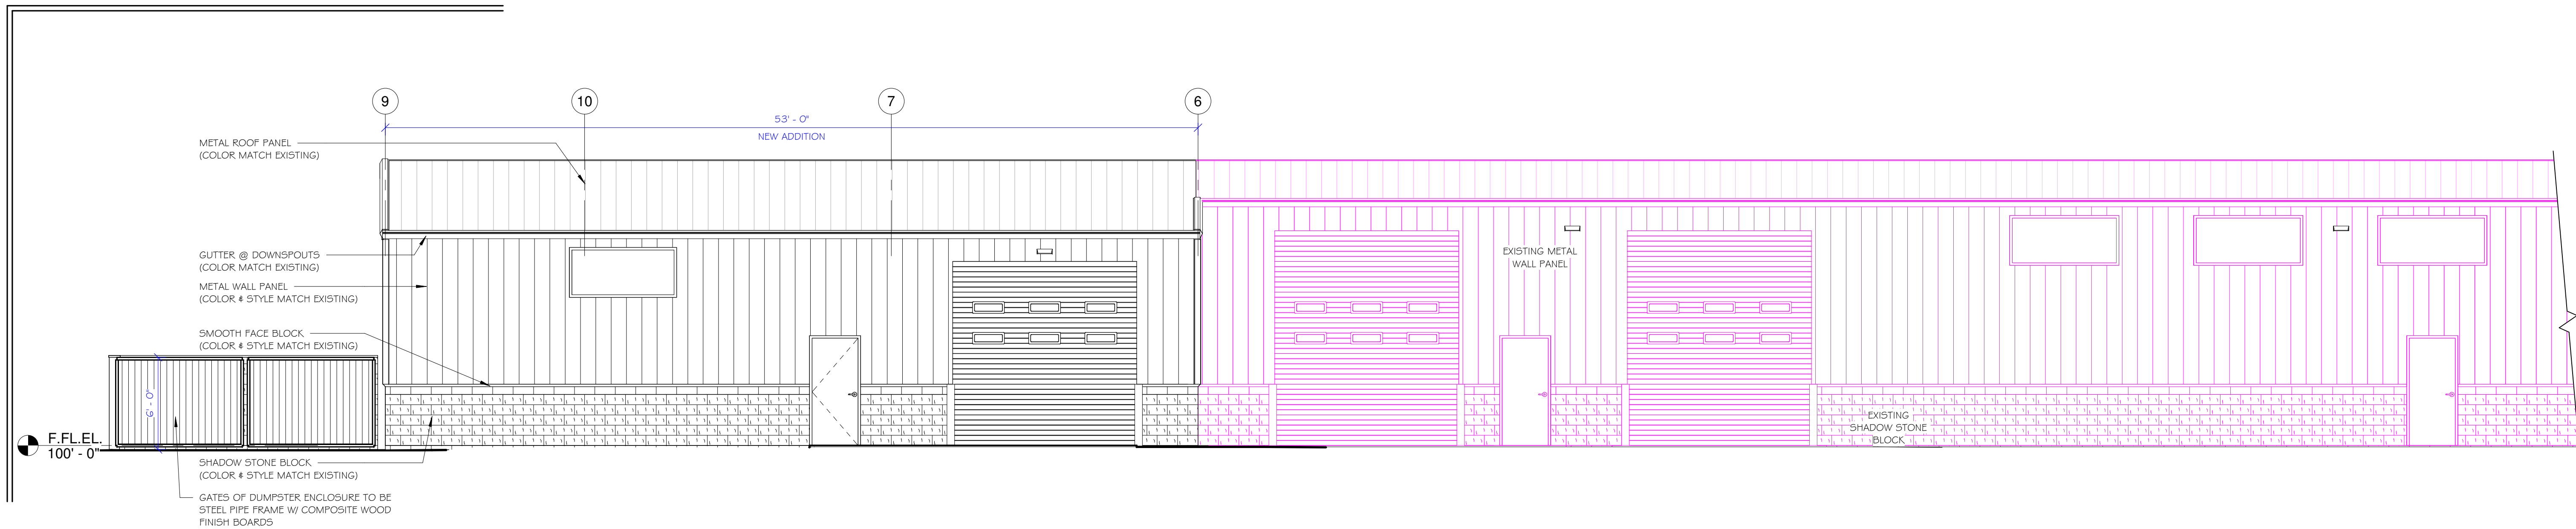 9
10
7
6
53' - 0"
NEW ADDITION
METAL ROOF PANEL
(COLOR MATCH EXISTING)
GUTTER @ DOWNSPOUTS
(COLOR MATCH EXISTING)
METAL WALL PANEL
(COLOR & STYLE MATCH EXISTING)
SMOOTH FACE BLOCK
(COLOR & STYLE MATCH EXISTING)
EXISTING METAL
WALL PANEL
6' - 0"
EXISTING
SHADOW STONE
BLOCK
F.FL.EL.
100' - 0"
SHADOW STONE BLOCK
(COLOR & STYLE MATCH EXISTING)
GATES OF DUMPSTER ENCLOSURE TO BE
STEEL PIPE FRAME W/ COMPOSITE WOOD
FINISH BOARDS